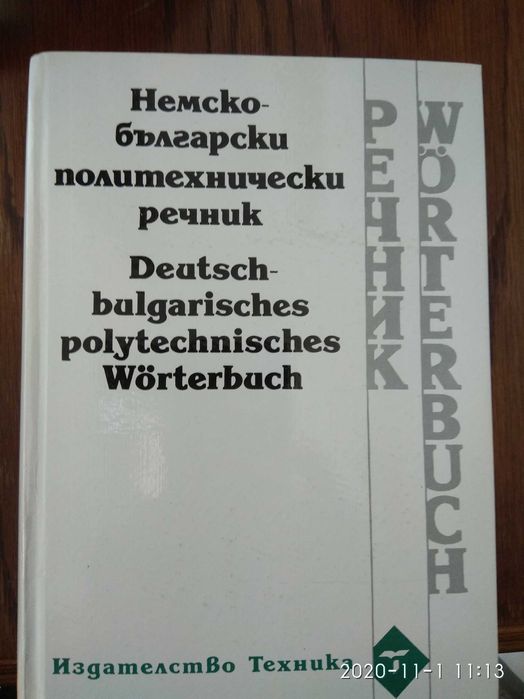 Немско-
български
политехнически
речник
Deutsch-
bulgarisches
polytechnisches
Wörterbuch
РЕЧНИК
WÖRTERBUCH
Издателство Техника
2020-11-1 11:13